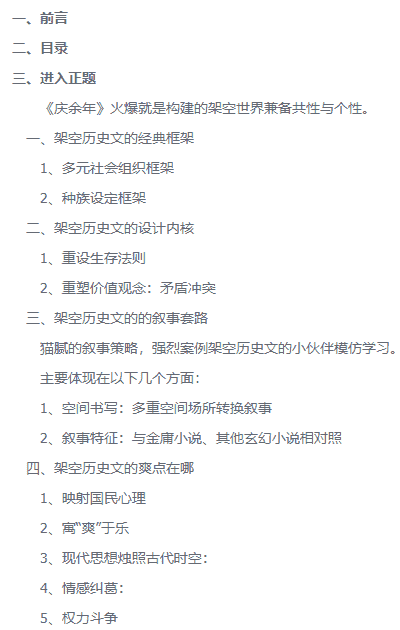 一、前言
二、目录
三、进入正题
《庆余年》火爆就是构建的架空世界兼备共性与个性。
一、架空历史文的经典框架
1、多元社会组织框架
2、种族设定框架
二、架空历史文的设计内核
1、重设生存法则
2、重塑价值观念：矛盾冲突
三、架空历史文的的叙事套路
猫腻的叙事策略，强烈案例架空历史文的小伙伴模仿学习。
主要体现在以下几个方面：
1、空间书写：多重空间场所转换叙事
2、叙事特征：与金庸小说、其他玄幻小说相对照
四、架空历史文的爽点在哪
1、映射国民心理
2、寓“爽”于乐
3、现代思想烛照古代时空：
4、情感纠葛：
5、权力斗争